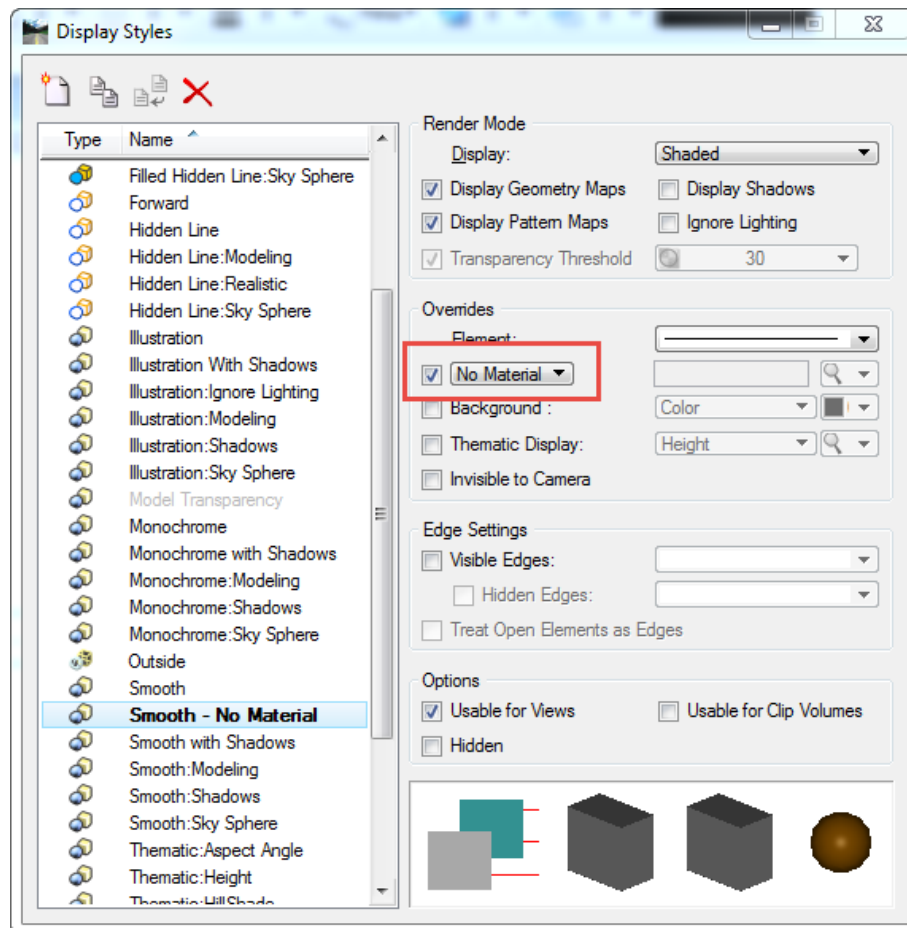 Display Styles
Type Name
Filled Hidden Line:Sky Sphere
Forward
Hidden Line
Hidden Line:Modeling
Hidden Line:Realistic
Hidden Line:Sky Sphere
Illustration
Illustration With Shadows
Illustration:Ignore Lighting
Illustration:Modeling
Illustration:Shadows
Illustration:Sky Sphere
Model Transparency
Monochrome
Monochrome with Shadows
Monochrome:Modeling
Monochrome:Shadows
Monochrome:Sky Sphere
Outside
Smooth
Smooth - No Material
Smooth with Shadows
Smooth:Modeling
Smooth:Shadows
Smooth:Sky Sphere
Thematic:Aspect Angle
Thematic:Height
Thematic:HillShade
Render Mode
Display: Shaded
Display Geometry Maps Display Shadows
Display Pattern Maps Ignore Lighting
Transparency Threshold 30
Overrides
Element:
No Material
Background : Color
Thematic Display: Height
Invisible to Camera
Edge Settings
Visible Edges:
Hidden Edges:
Treat Open Elements as Edges
Options
Usable for Views Usable for Clip Volumes
Hidden